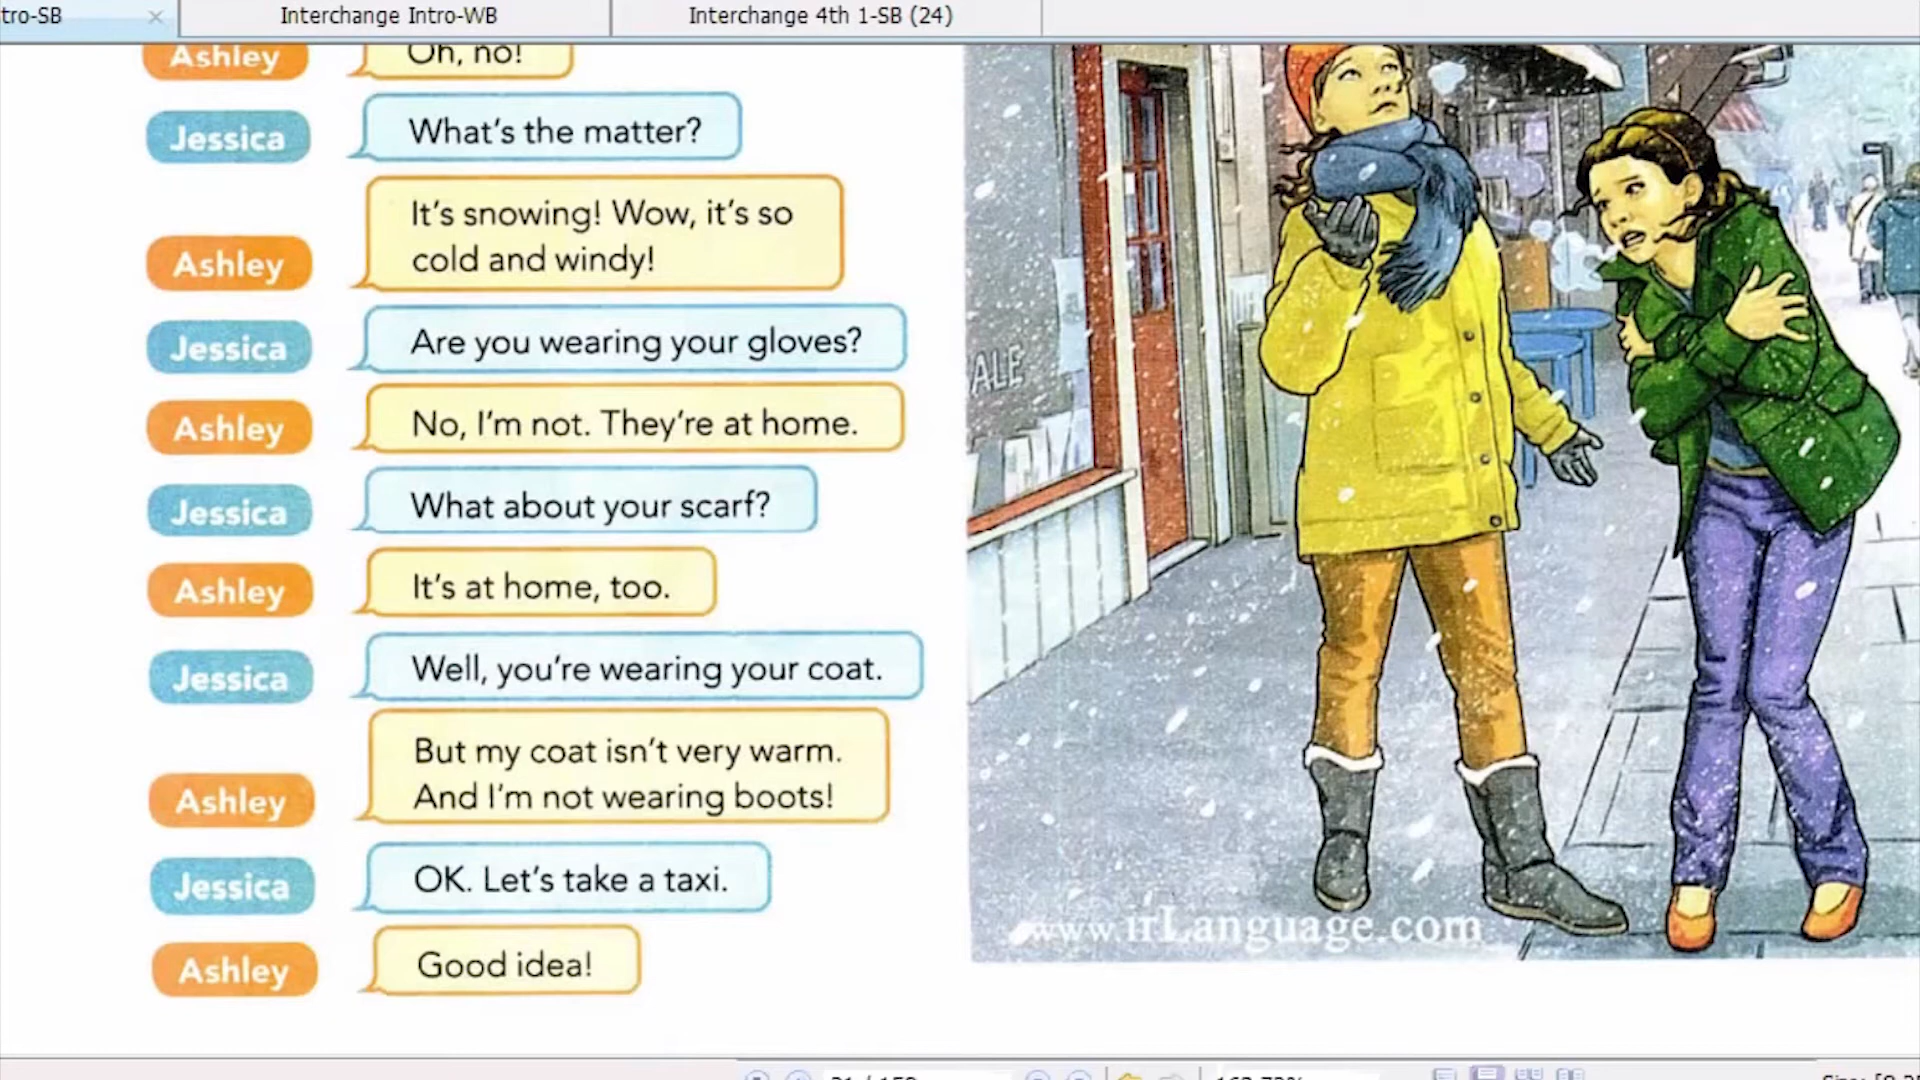 tro-SB
Interchange Intro-WB
Interchange 4th 1-SB (24)
Ashley
Oh, no!
Jessica
What's the matter?
Ashley
It's snowing! Wow, it's so
cold and windy!
Jessica
Are you wearing your gloves?
Ashley
No, I'm not. They're at home.
Jessica
What about your scarf?
Ashley
It's at home, too.
Jessica
Well, you're wearing your coat.
Ashley
But my coat isn't very warm.
And I'm not wearing boots!
Jessica
OK. Let's take a taxi.
Ashley
Good idea!
ALE
www.irLanguage.com